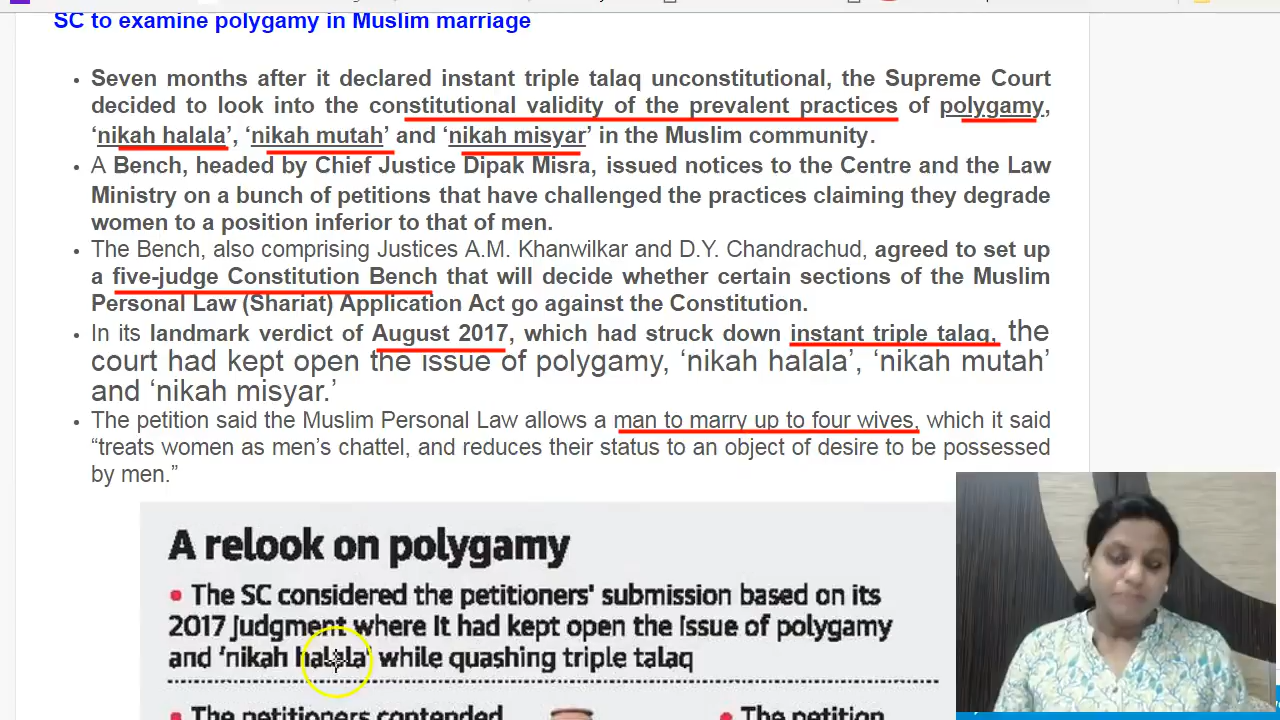 SC to examine polygamy in Muslim marriage
• Seven months after it declared instant triple talaq unconstitutional, the Supreme Court
decided to look into the constitutional validity of the prevalent practices of polygamy,
‘nikah halala’, ‘nikah mutah’ and ‘nikah misyar’ in the Muslim community.
• A Bench, headed by Chief Justice Dipak Misra, issued notices to the Centre and the Law
Ministry on a bunch of petitions that have challenged the practices claiming they degrade
women to a position inferior to that of men.
• The Bench, also comprising Justices A.M. Khanwilkar and D.Y. Chandrachud, agreed to set up
a five-judge Constitution Bench that will decide whether certain sections of the Muslim
Personal Law (Shariat) Application Act go against the Constitution.
• In its landmark verdict of August 2017, which had struck down instant triple talaq, the
court had kept open the issue of polygamy, ‘nikah halala’, ‘nikah mutah’
and ‘nikah misyar.’
• The petition said the Muslim Personal Law allows a man to marry up to four wives, which it said
“treats women as men’s chattel, and reduces their status to an object of desire to be possessed
by men.”
A relook on polygamy
• The SC considered the petitioners' submission based on its
2017 judgment where it had kept open the issue of polygamy
and ‘nikah halala’ while quashing triple talaq
• The petitioners contended
• The petition